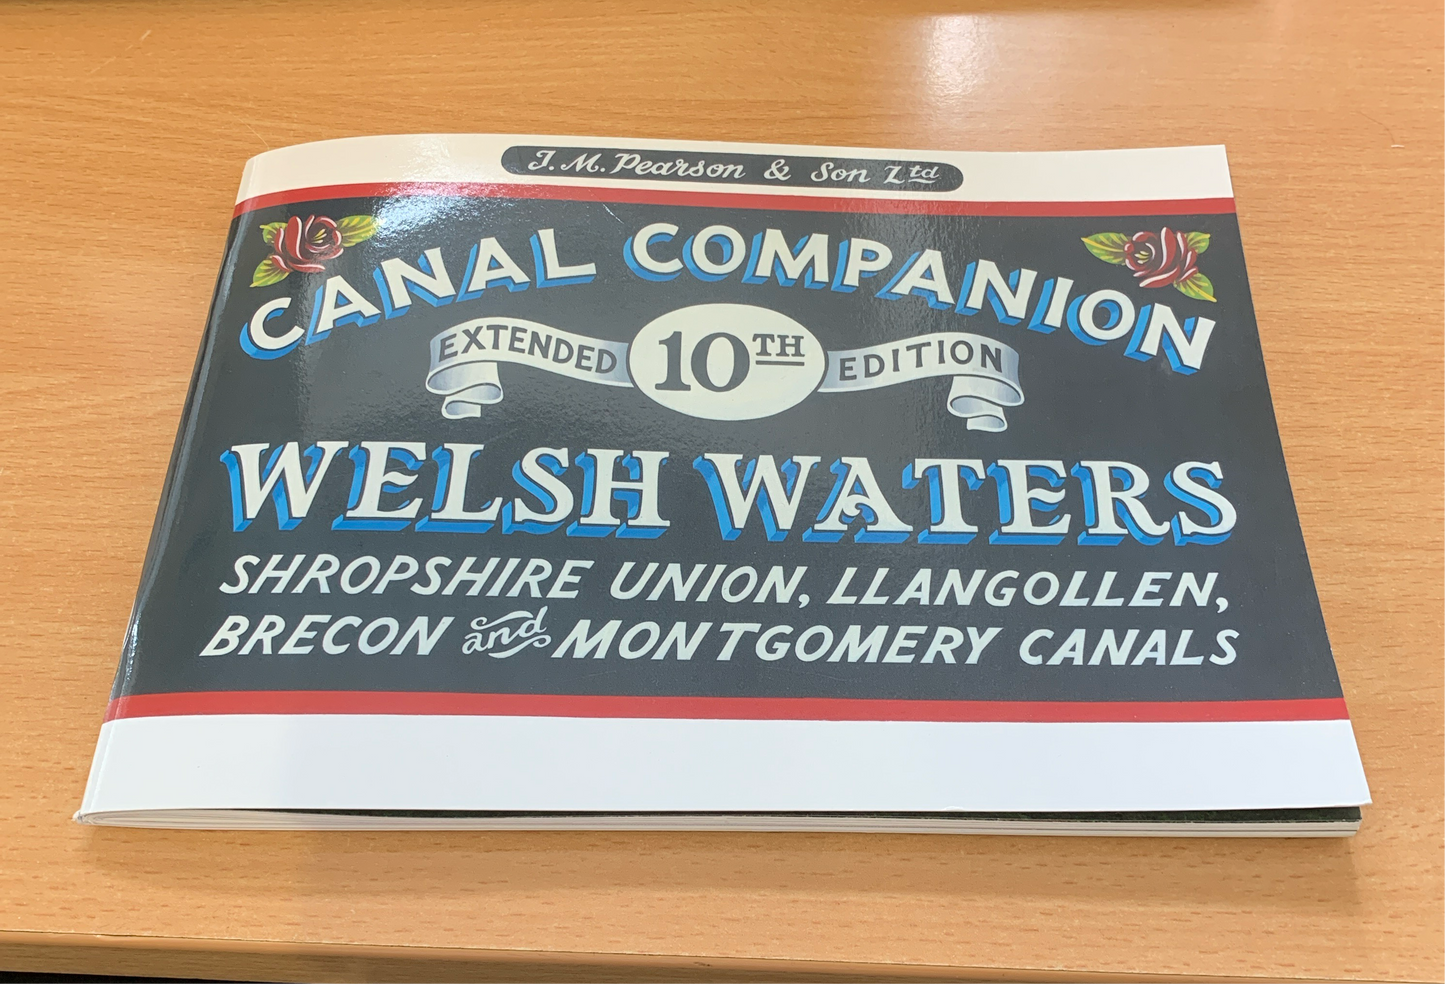 J. M. Pearson & Son Ltd
CANAL COMPANION
EXTENDED 10TH EDITION
WELSH WATERS
SHROPSHIRE UNION, LLANGOLLEN,
BRECON and MONTGOMERY CANALS